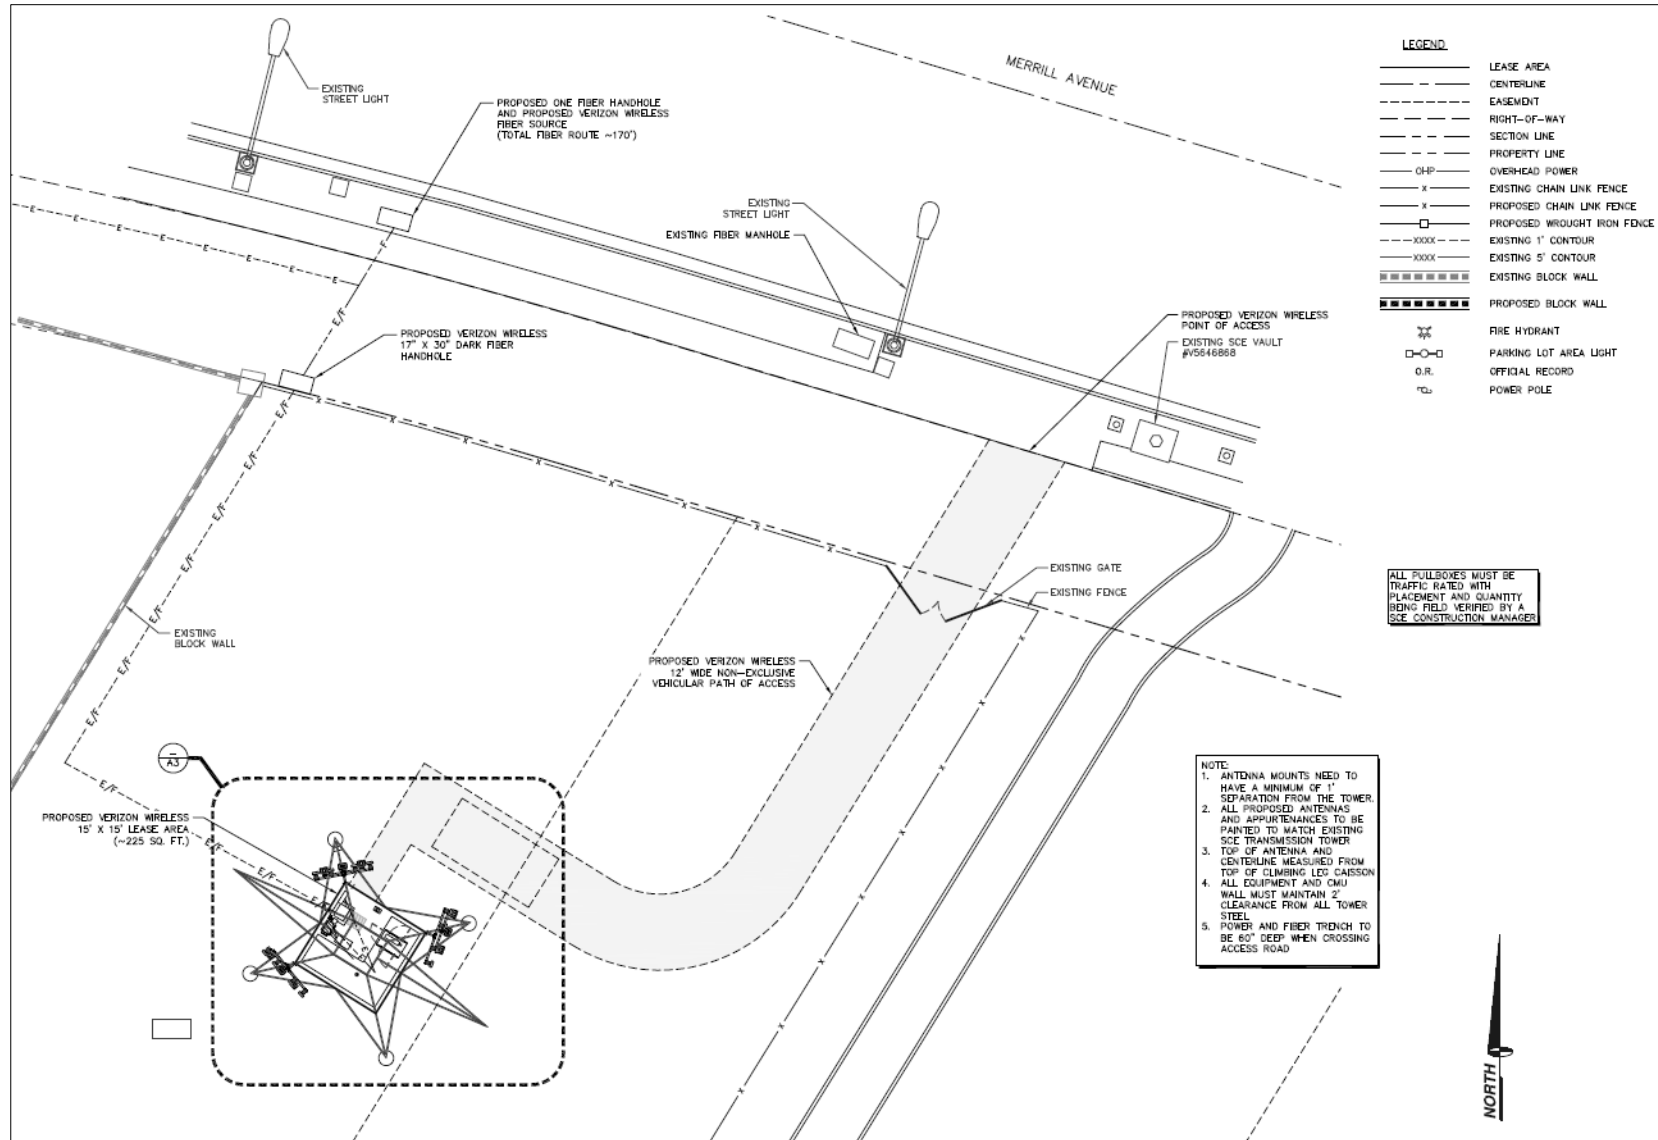 MERRILL AVENUE
EXISTING
STREET LIGHT
PROPOSED ONE FIBER HANDHOLE
AND PROPOSED VERIZON WIRELESS
FIBER SOURCE
(TOTAL FIBER ROUTE ~170')
EXISTING
STREET LIGHT
EXISTING FIBER MANHOLE
PROPOSED VERIZON WIRELESS
POINT OF ACCESS
EXISTING SCE VAULT
#V5646868
PROPOSED VERIZON WIRELESS
17" X 30" DARK FIBER
HANDHOLE
E
E
E
E
E
E
E
F
E/F
E/F
E/F
E/F
E/F
E/F
E/F
E/F
E/F
E
X
X
X
X
X
X
X
X
X
X
X
X
X
X
EXISTING GATE
EXISTING FENCE
EXISTING
BLOCK WALL
PROPOSED VERIZON WIRELESS
12' WIDE NON-EXCLUSIVE
VEHICULAR PATH OF ACCESS
-
A3
PROPOSED VERIZON WIRELESS
15' X 15' LEASE AREA
(~225 SQ. FT.)
LEGEND
LEASE AREA
CENTERLINE
EASEMENT
RIGHT-OF-WAY
SECTION LINE
PROPERTY LINE
OHP OVERHEAD POWER
X EXISTING CHAIN LINK FENCE
X PROPOSED CHAIN LINK FENCE
PROPOSED WROUGHT IRON FENCE
XXXX EXISTING 1' CONTOUR
XXXX EXISTING 5' CONTOUR
EXISTING BLOCK WALL
PROPOSED BLOCK WALL
FIRE HYDRANT
PARKING LOT AREA LIGHT
O.R. OFFICIAL RECORD
POWER POLE
ALL PULLBOXES MUST BE
TRAFFIC RATED WITH
PLACEMENT AND QUANTITY
BEING FIELD VERIFIED BY A
SCE CONSTRUCTION MANAGER
NOTE:
1. ANTENNA MOUNTS NEED TO
HAVE A MINIMUM OF 1'
SEPARATION FROM THE TOWER.
2. ALL PROPOSED ANTENNAS
AND APPURTENANCES TO BE
PAINTED TO MATCH EXISTING
SCE TRANSMISSION TOWER
3. TOP OF ANTENNA AND
CENTERLINE MEASURED FROM
TOP OF CLIMBING LEG CAISSON
4. ALL EQUIPMENT AND CMU
WALL MUST MAINTAIN 2'
CLEARANCE FROM ALL TOWER
STEEL
5. POWER AND FIBER TRENCH TO
BE 60" DEEP WHEN CROSSING
ACCESS ROAD
NORTH